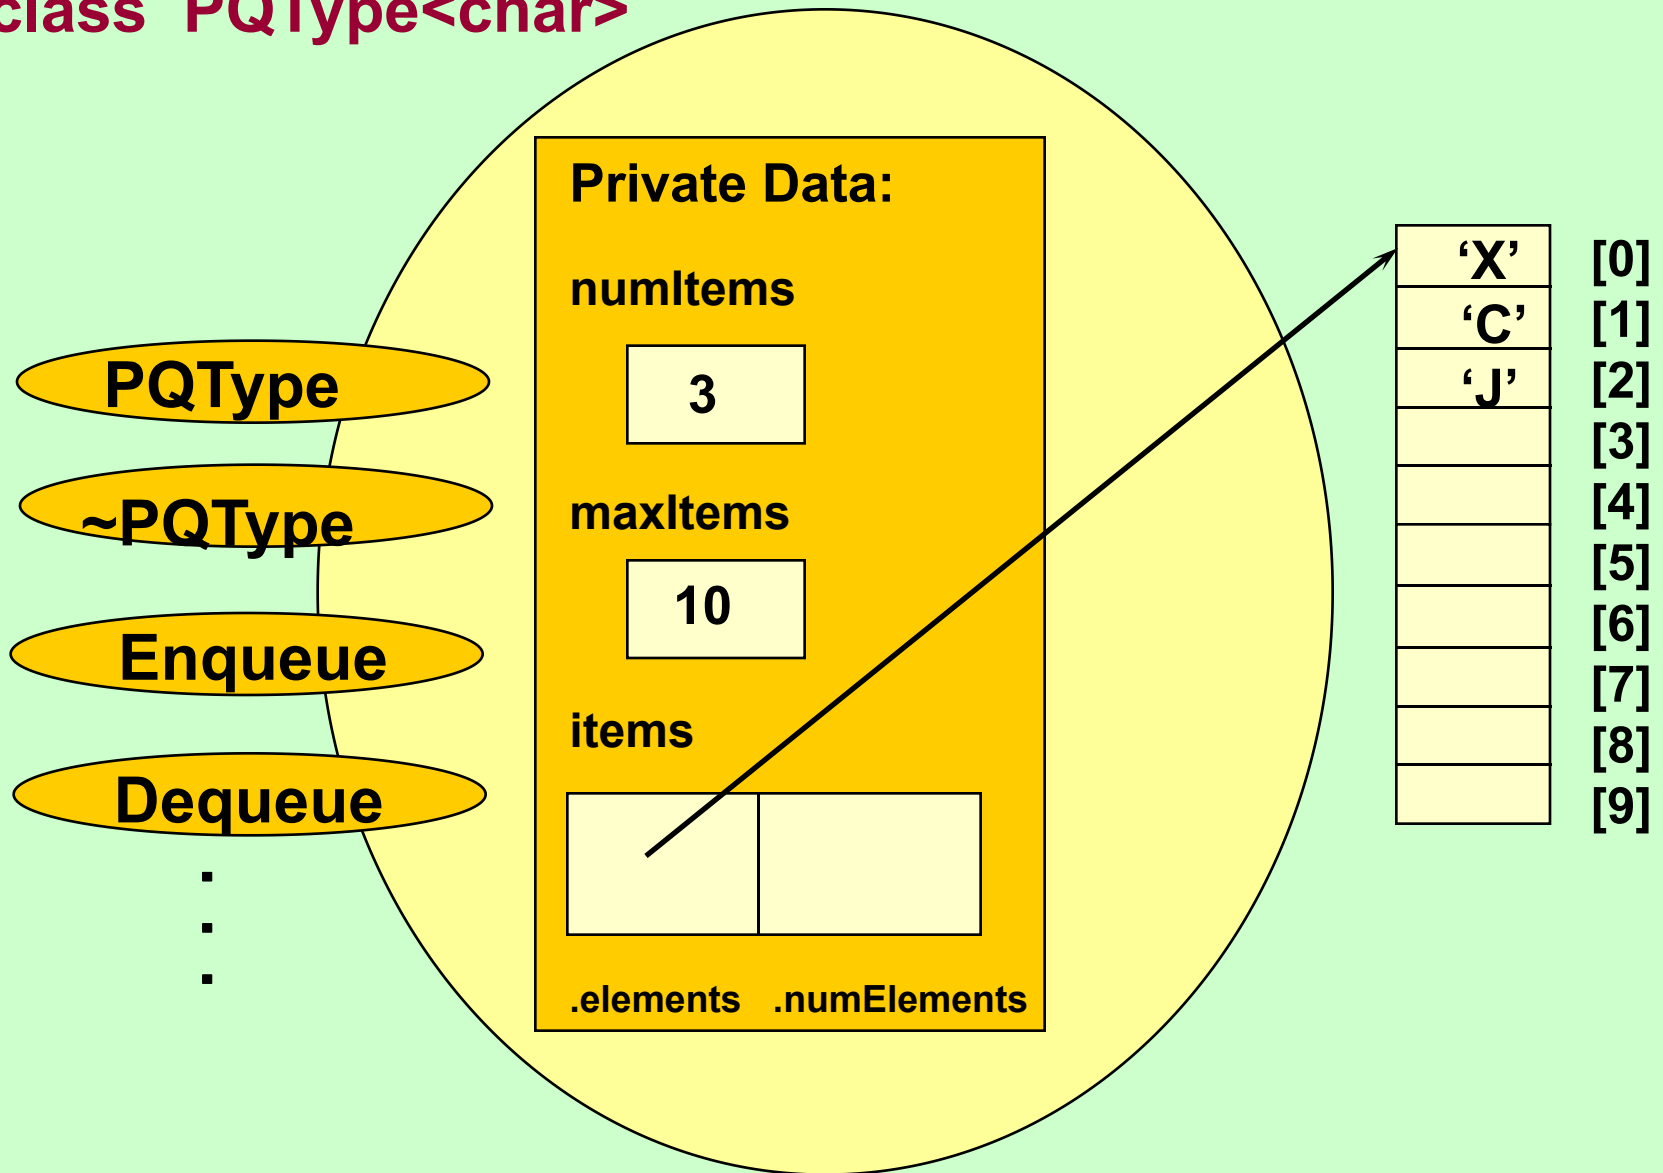 class PQType<char>
Private Data:
numItems
3
maxItems
10
items
.elements .numElements
PQType
~PQType
Enqueue
Dequeue
.
.
.
‘X’ [0]
‘C’ [1]
‘J’ [2]
[3]
[4]
[5]
[6]
[7]
[8]
[9]